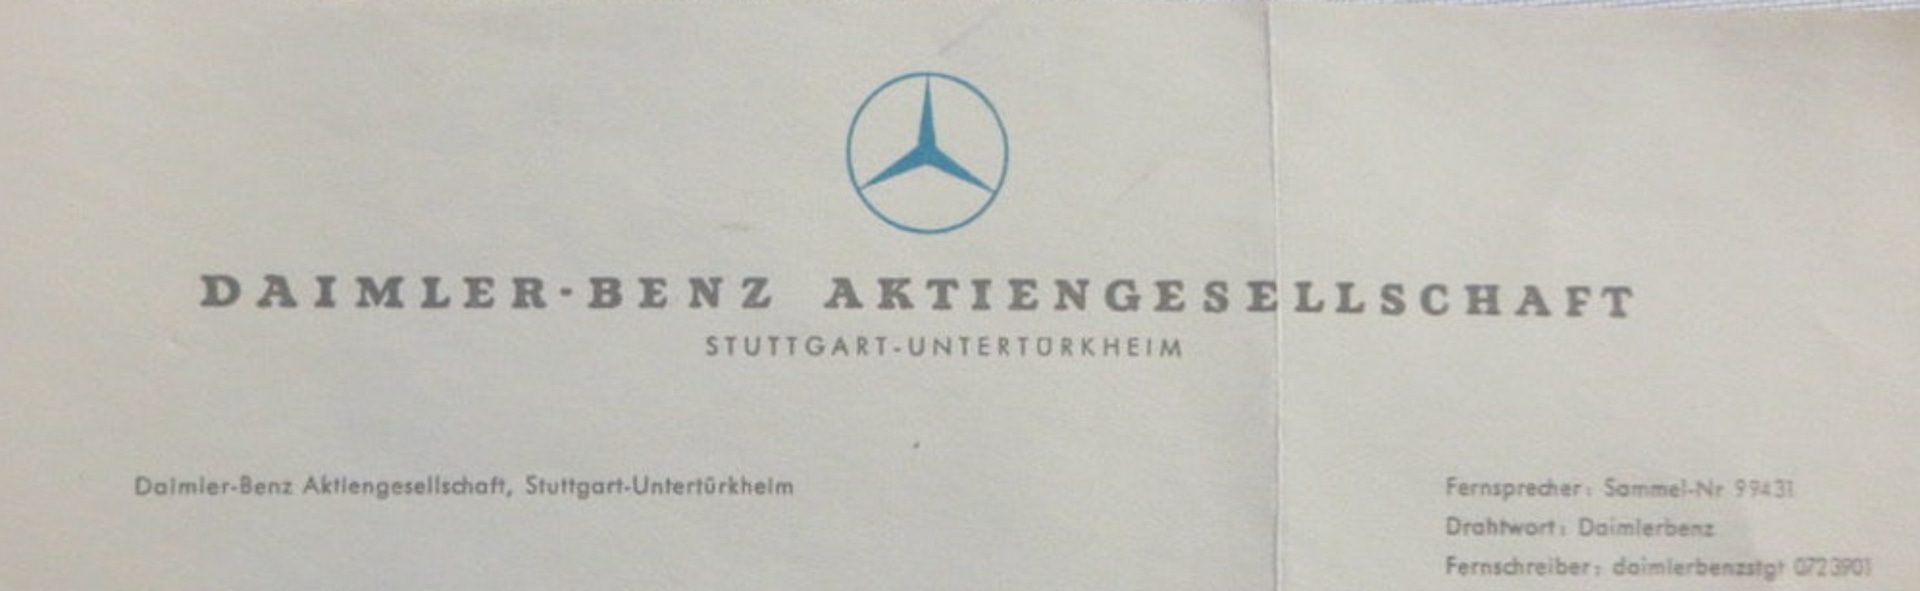 DAIMLER-BENZ AKTIENGESELLSCHAFT
STUTTGART-UNTERTÜRKHEIM
Daimler-Benz Aktiengesellschaft, Stuttgart-Untertürkheim
Fernsprecher: Sammel-Nr 99431
Drahtwort: Daimlerbenz
Fernschreiber: daimlerbenzstgt 0723901